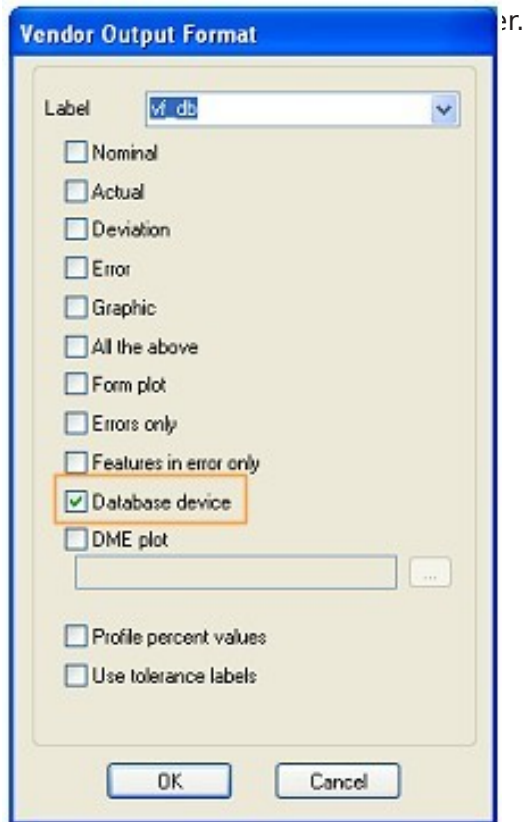 er.
Vendor Output Format
Label vf_db
Nominal
Actual
Deviation
Error
Graphic
All the above
Form plot
Errors only
Features in error only
Database device
DME plot
...
Profile percent values
Use tolerance labels
OK Cancel